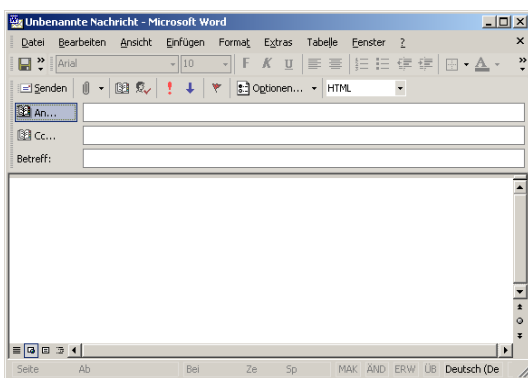 Unbenannte Nachricht - Microsoft Word
Datei Bearbeiten Ansicht Einfügen Format Extras Tabelle Fenster ?
Arial 10 F K U A
Senden Optionen... HTML
An...
Cc...
Betreff:
Seite Ab Bei Ze Sp MAK ÄND ERW ÜB Deutsch (De